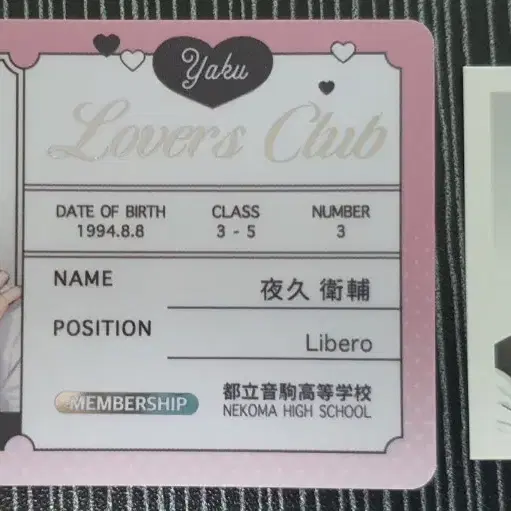 Yaku
Lovers Club
DATE OF BIRTH CLASS NUMBER
1994.8.8 3 - 5 3
NAME 夜久 衛輔
POSITION Libero
MEMBERSHIP 都立音駒高等学校
NEKOMA HIGH SCHOOL